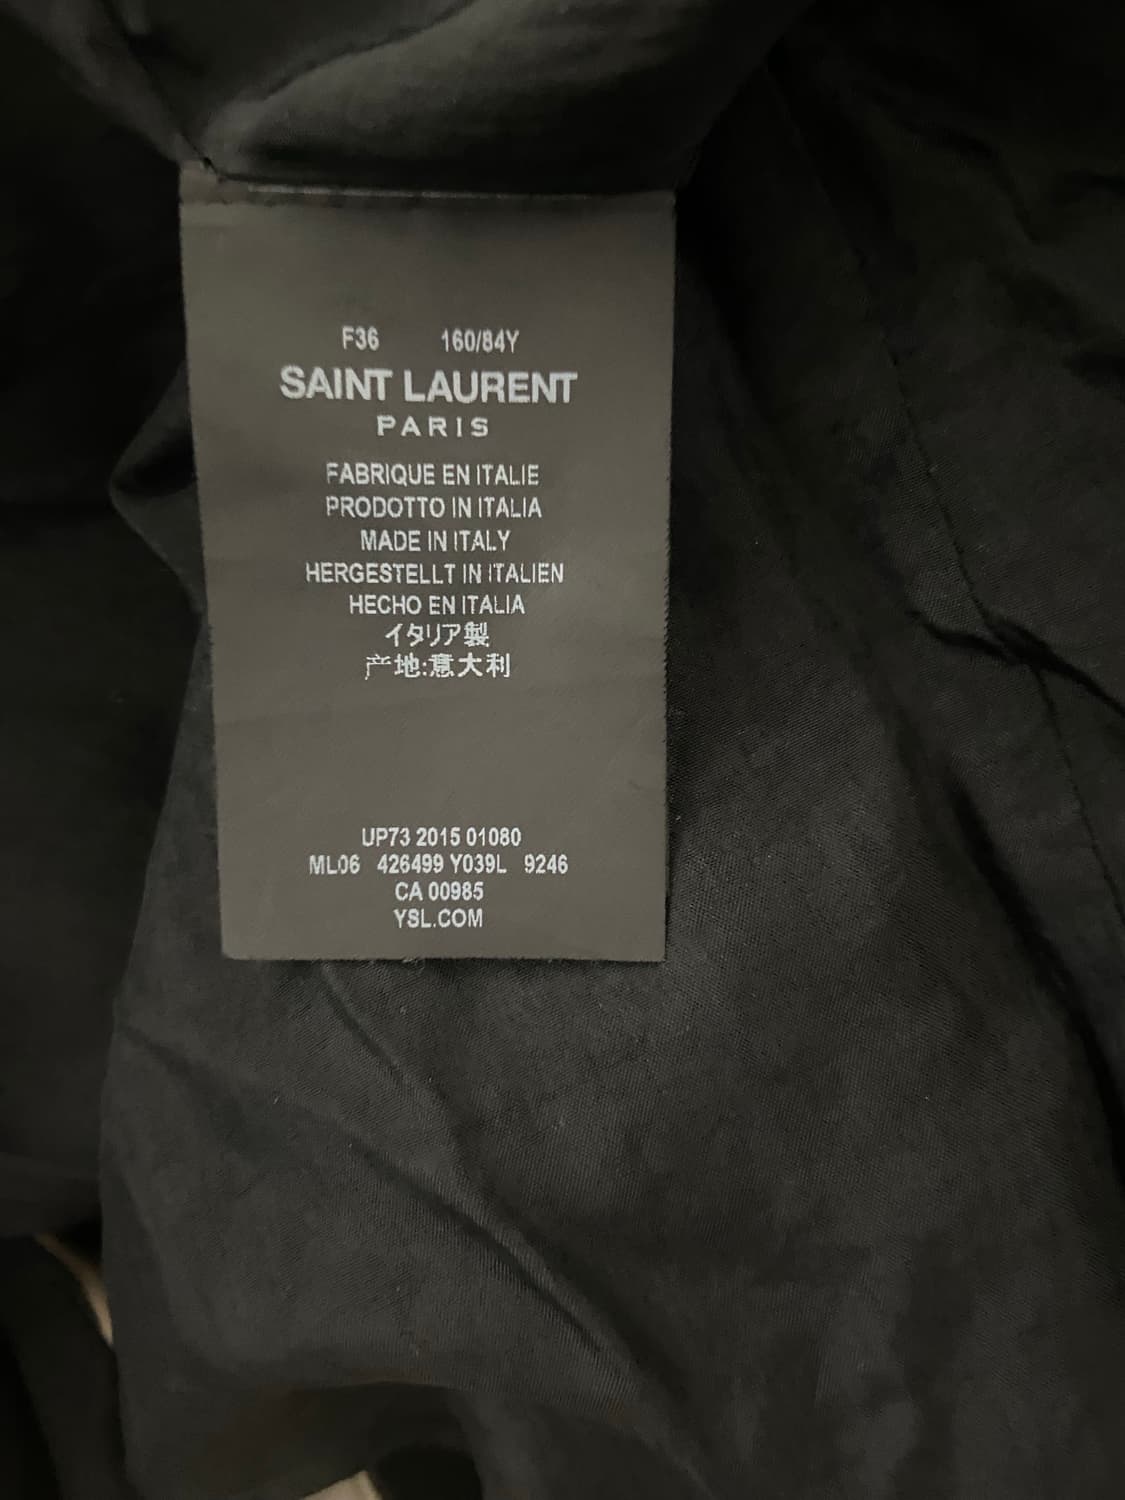 F36 160/84Y
SAINT LAURENT
PARIS
FABRIQUE EN ITALIE
PRODOTTO IN ITALIA
MADE IN ITALY
HERGESTELLT IN ITALIEN
HECHO EN ITALIA
イタリア製
产地:意大利
UP73 2015 01080
ML06 426499 Y039L 9246
CA 00985
YSL.COM